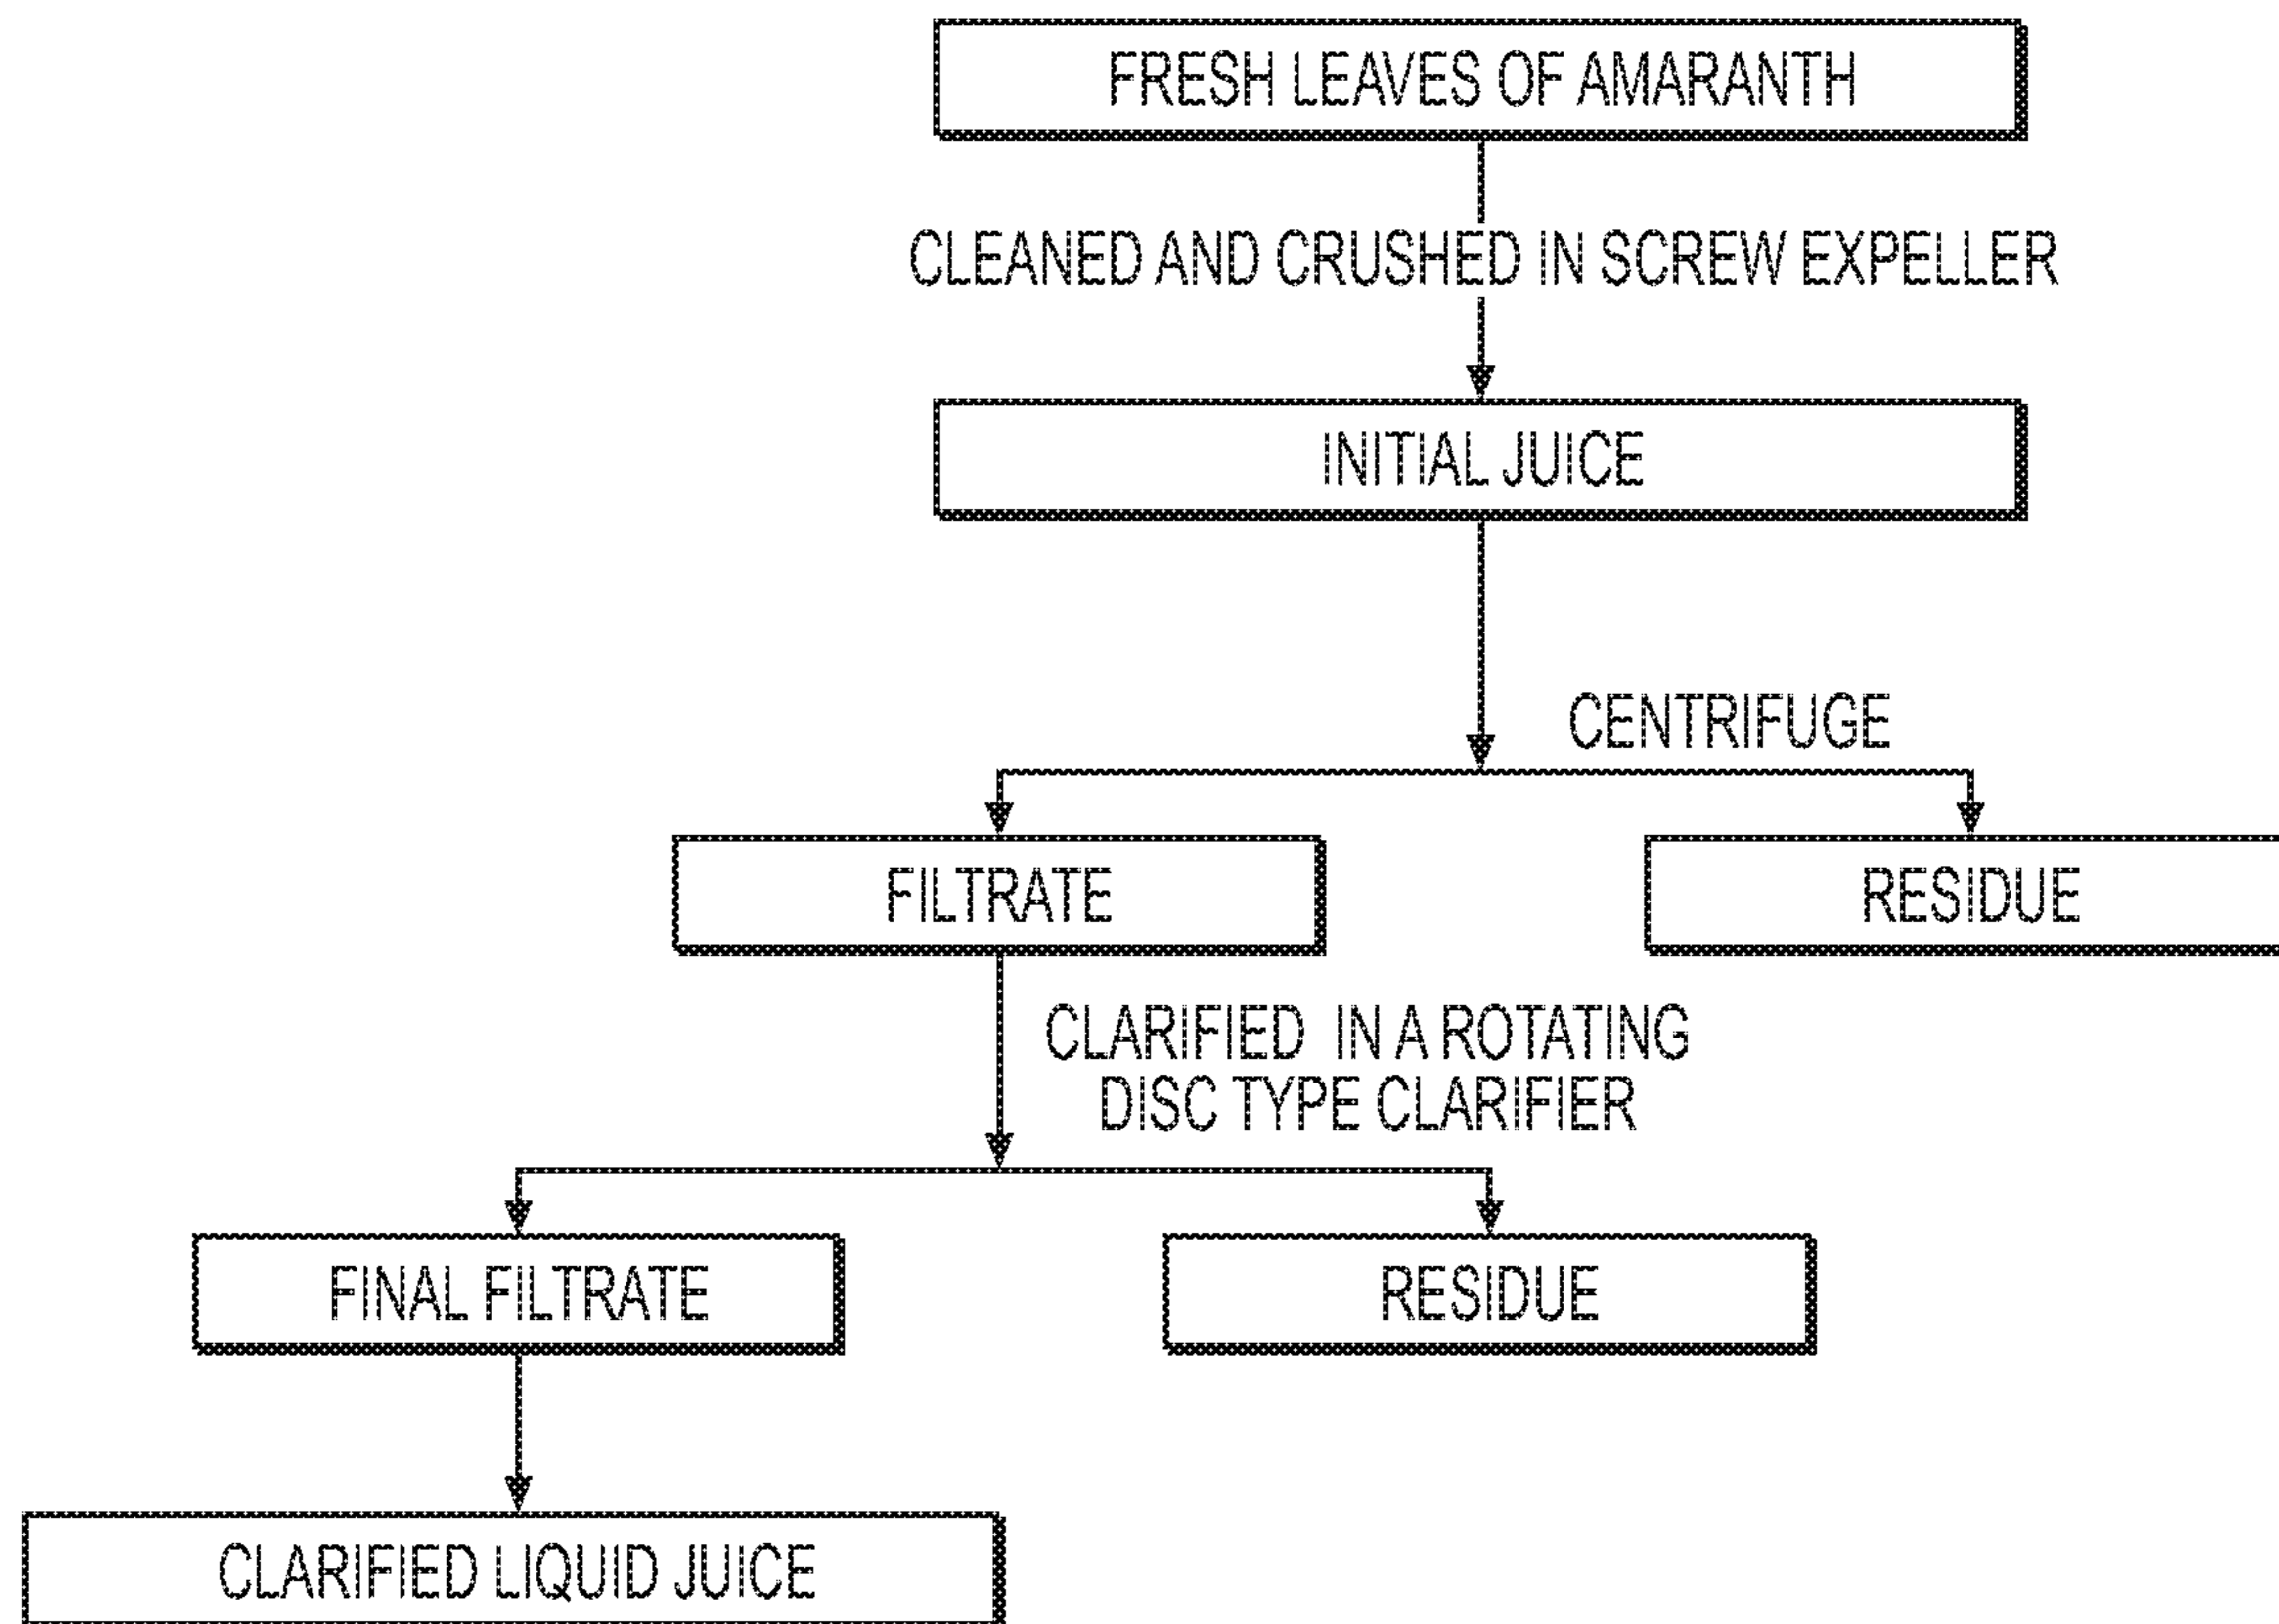 FRESH LEAVES OF AMARANTH
CLEANED AND CRUSHED IN SCREW EXPELLER
INITIAL JUICE
CENTRIFUGE
FILTRATE
RESIDUE
CLARIFIED IN A ROTATING
DISC TYPE CLARIFIER
FINAL FILTRATE
RESIDUE
CLARIFIED LIQUID JUICE